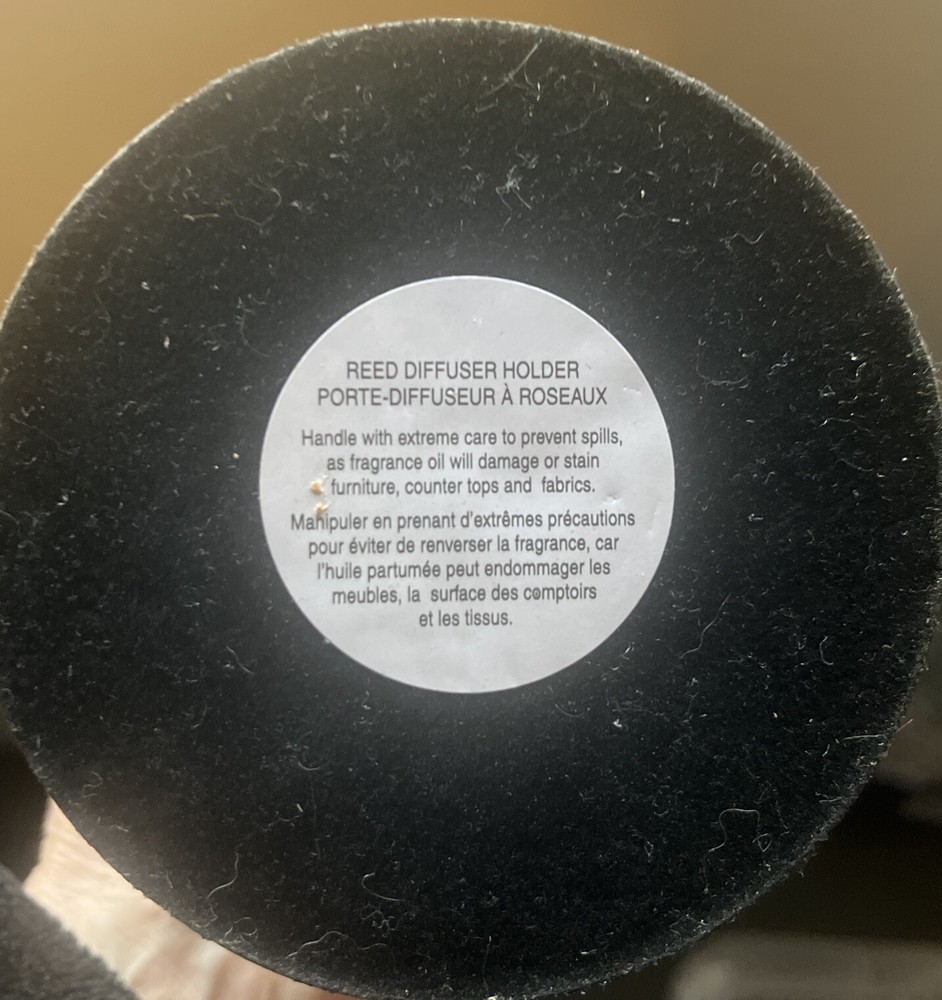 REED DIFFUSER HOLDER
PORTE-DIFFUSEUR À ROSEAUX
Handle with extreme care to prevent spills,
as fragrance oil will damage or stain
furniture, counter tops and fabrics.
Manipuler en prenant d'extrêmes précautions
pour éviter de renverser la fragrance, car
l'huile partumée peut endommager les
meubles, la surface des comptoirs
et les tissus.